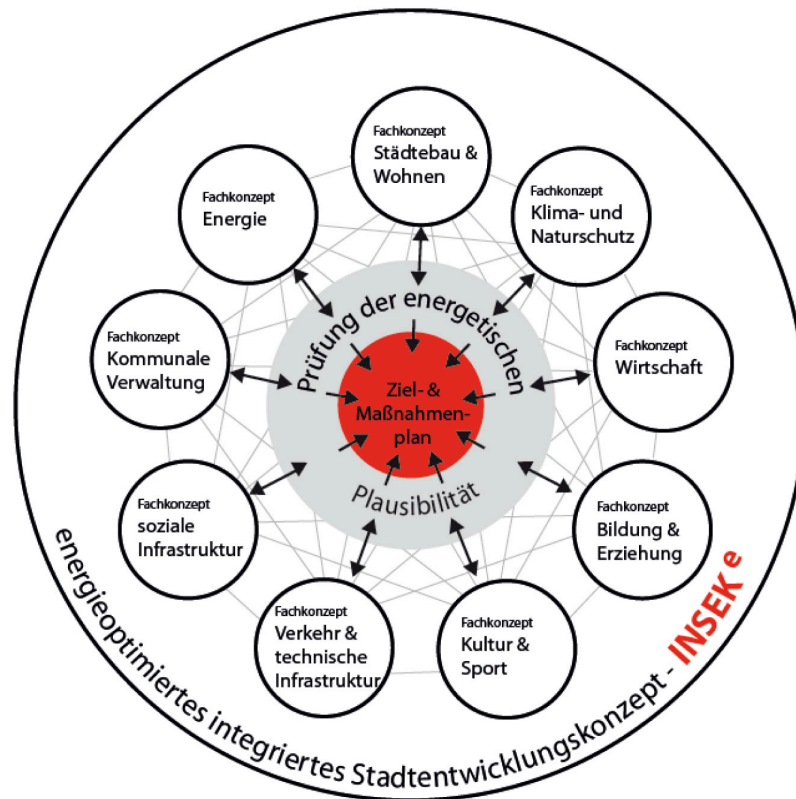 Fachkonzept
Städtebau &
Wohnen
Fachkonzept
Klima- und
Naturschutz
Fachkonzept
Wirtschaft
Fachkonzept
Bildung &
Erziehung
Fachkonzept
Kultur &
Sport
Fachkonzept
Verkehr &
technische
Infrastruktur
Fachkonzept
soziale
Infrastruktur
Fachkonzept
Kommunale
Verwaltung
Fachkonzept
Energie
Prüfung der energetischen
Plausibilität
Ziel- &
Maßnahmen-
plan
energieoptimiertes integriertes Stadtentwicklungskonzept - INSEK e